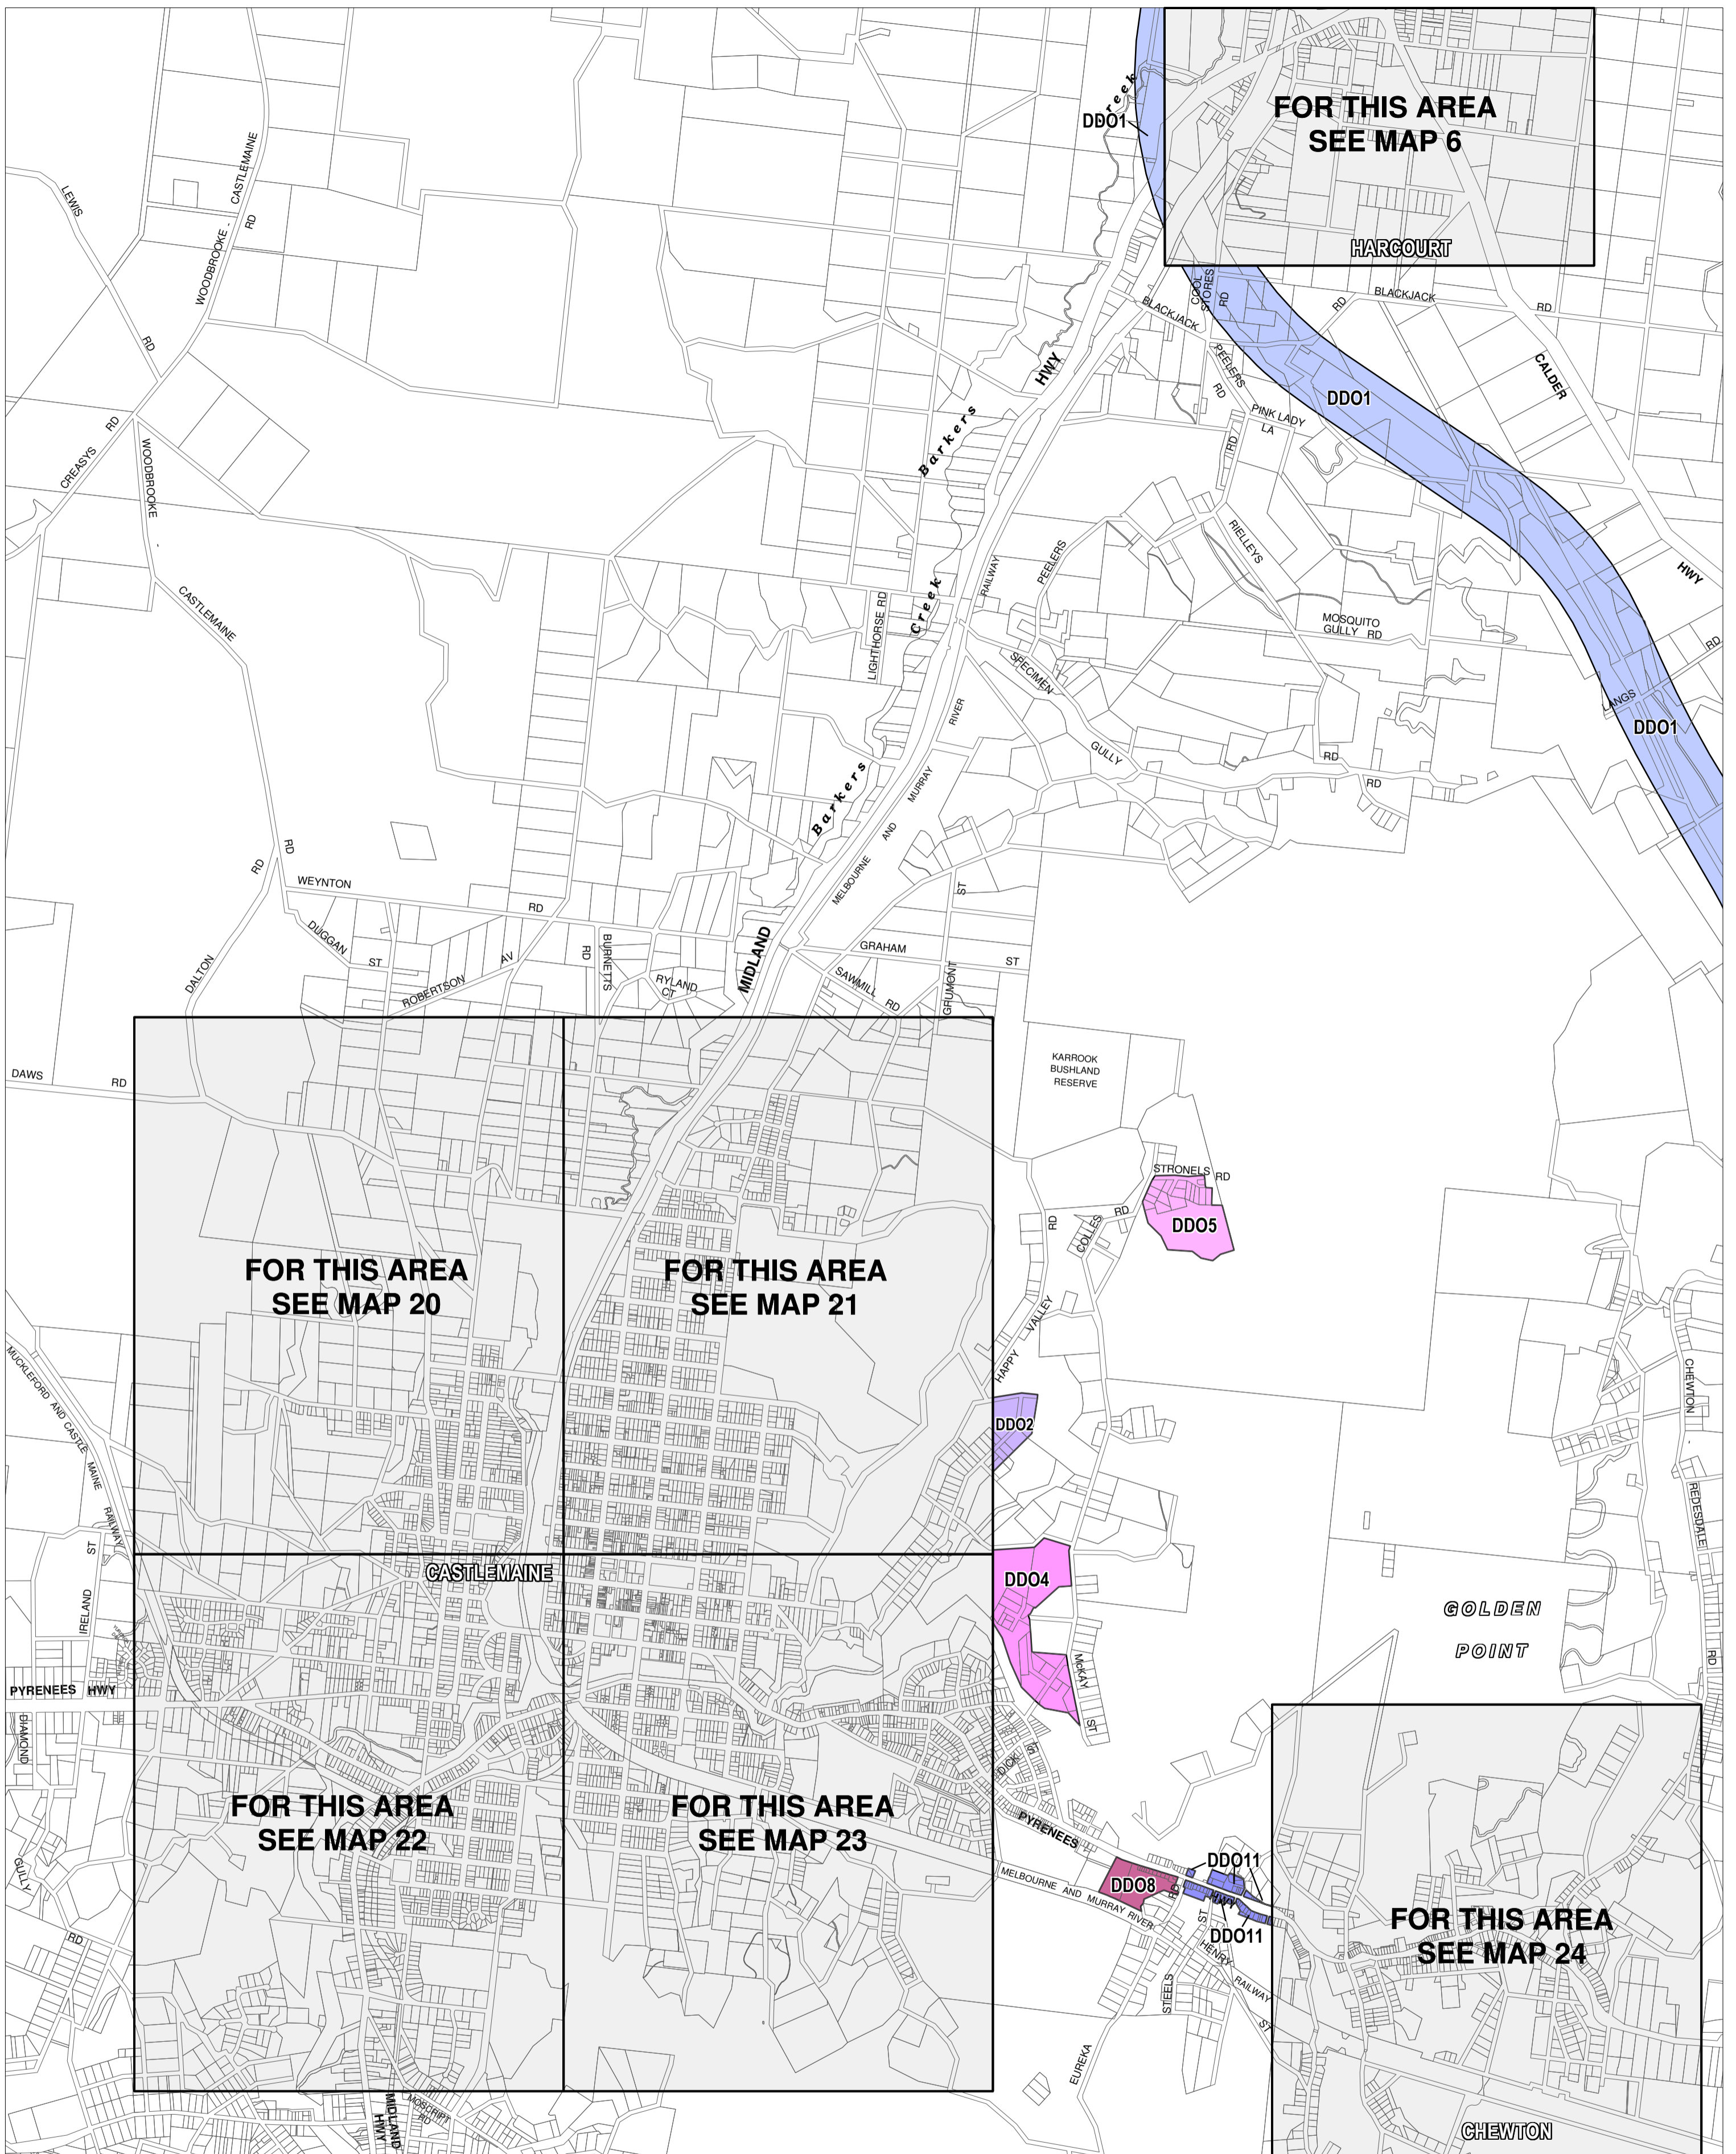 Creek
DDO1
FOR THIS AREA
SEE MAP 6
HARCOURT
LEWIS
RD
WOODBROOKE - CASTLEMAINE
RD
COOL
STORES
RD
BLACKJACK
RD
BLACKJACK
RD
HWY
PEELERS
RD
CALDER
HWY
DDO1
PINK LADY
LA
RD
Barkers
Creek
CREASYS
RD
WOODBROOKE
CASTLEMAINE
RD
RAILWAY
PEELERS
RIELLEYS
LIGHTHORSE RD
MOSQUITO
GULLY RD
SPECIMEN
GULLY
RD
RD
RD
LANGS
DDO1
RIVER
MURRAY
AND
MELBOURNE
Barkers
RD
WEYNTON
RD
DUGGAN
ST
DALTON
ROBERTSON
AV
RD
BURNETTS
RYLAND
CT
MIDLAND
GRAHAM
ST
ST
SAWMILL
RD
GRUMONT
DAWS
RD
KARROOK
BUSHLAND
RESERVE
STRONELS
RD
DDO5
RD
COLLES
RD
FOR THIS AREA
SEE MAP 20
FOR THIS AREA
SEE MAP 21
HAPPY
VALLEY
MUCKLEFORD AND CASTLE
MAINE
RAILWAY
CHEWTON
-
REDESDALE
RD
DDO2
ST
IRELAND
CASTLEMAINE
DDO4
GOLDEN
POINT
McKAY
ST
PYRENEES HWY
DIAMOND
DICK
ST
FOR THIS AREA
SEE MAP 22
FOR THIS AREA
SEE MAP 23
PYRENEES
HWY
MELBOURNE AND MURRAY RIVER
RAILWAY
DDO8
RD
DDO11
DDO11
FOR THIS AREA
SEE MAP 24
GULLY
RD
ST
HENRY
ST
STEELS
EUREKA
MIDLAND
HWY
MOSCRIPT
RD
CHEWTON